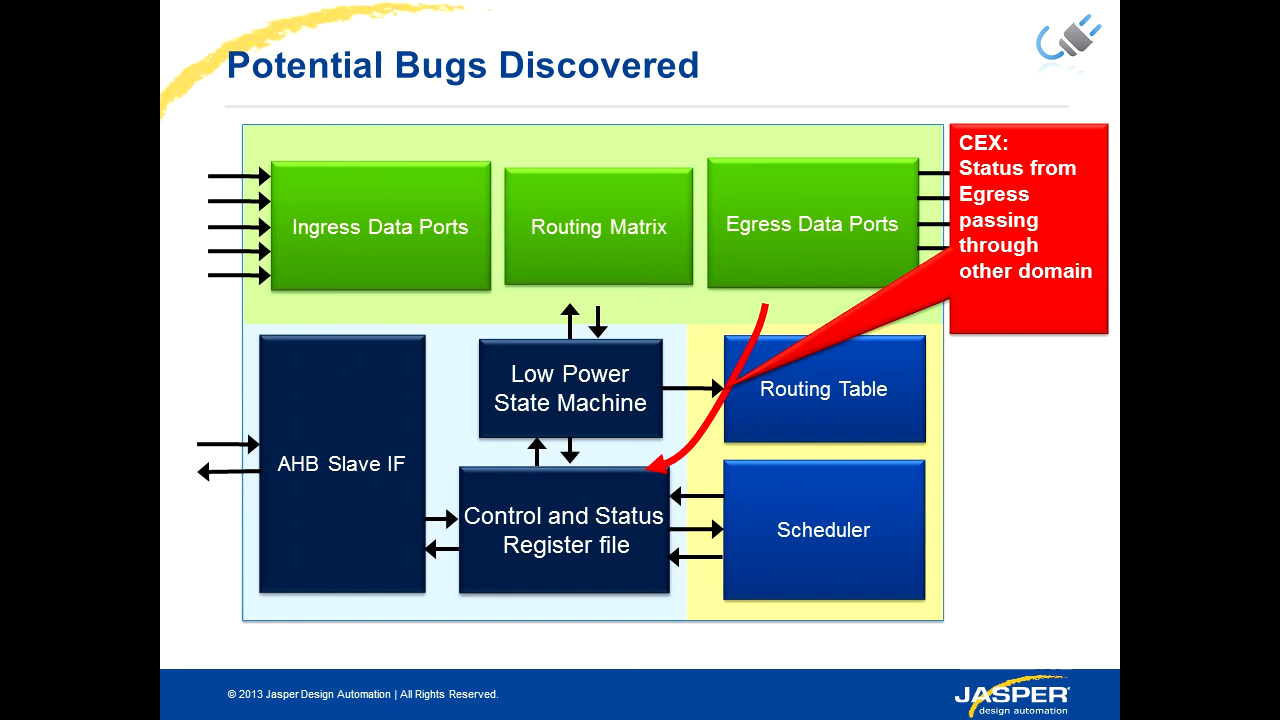 Potential Bugs Discovered
CEX:
Status from
Egress
passing
through
other domain
Ingress Data Ports
Routing Matrix
Egress Data Ports
Low Power
State Machine
Routing Table
AHB Slave IF
Control and Status
Register file
Scheduler
© 2013 Jasper Design Automation | All Rights Reserved.
JASPER
design automation